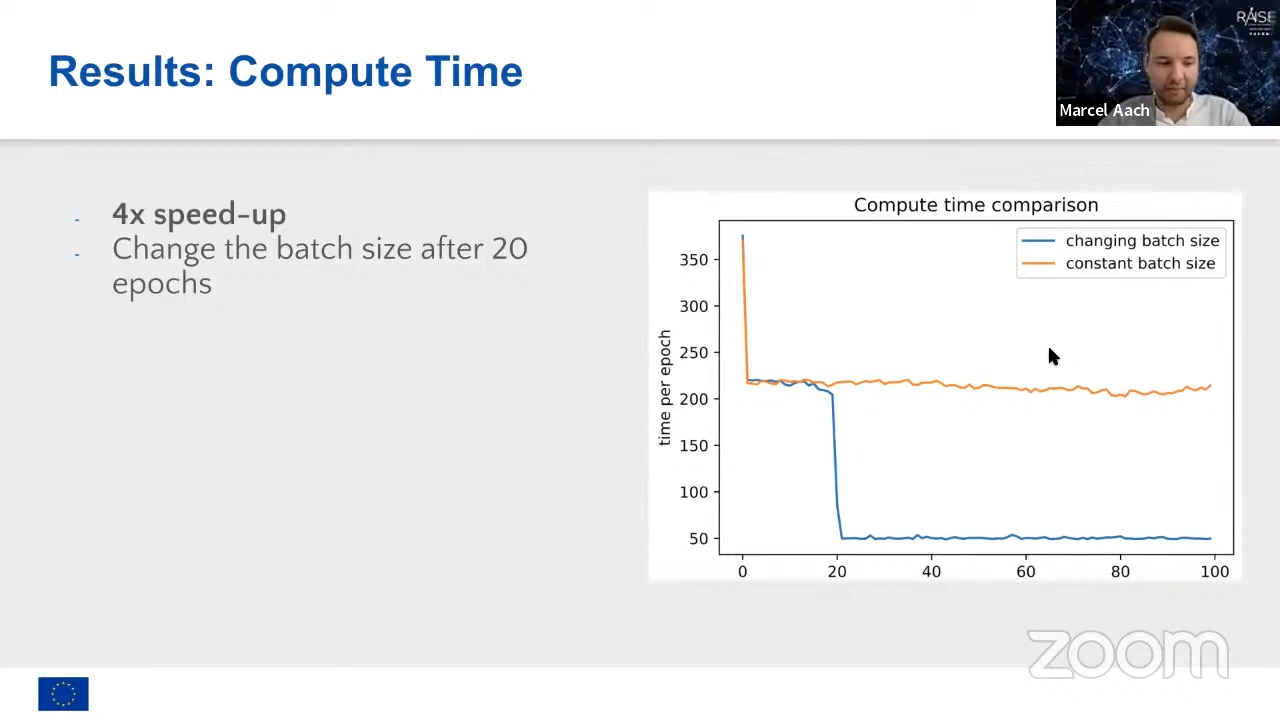 Results: Compute Time
RAISE
Marcel Aach
- 4x speed-up
- Change the batch size after 20
epochs
Compute time comparison
changing batch size
constant batch size
time per epoch
350
300
250
200
150
100
50
0 20 40 60 80 100
zoom